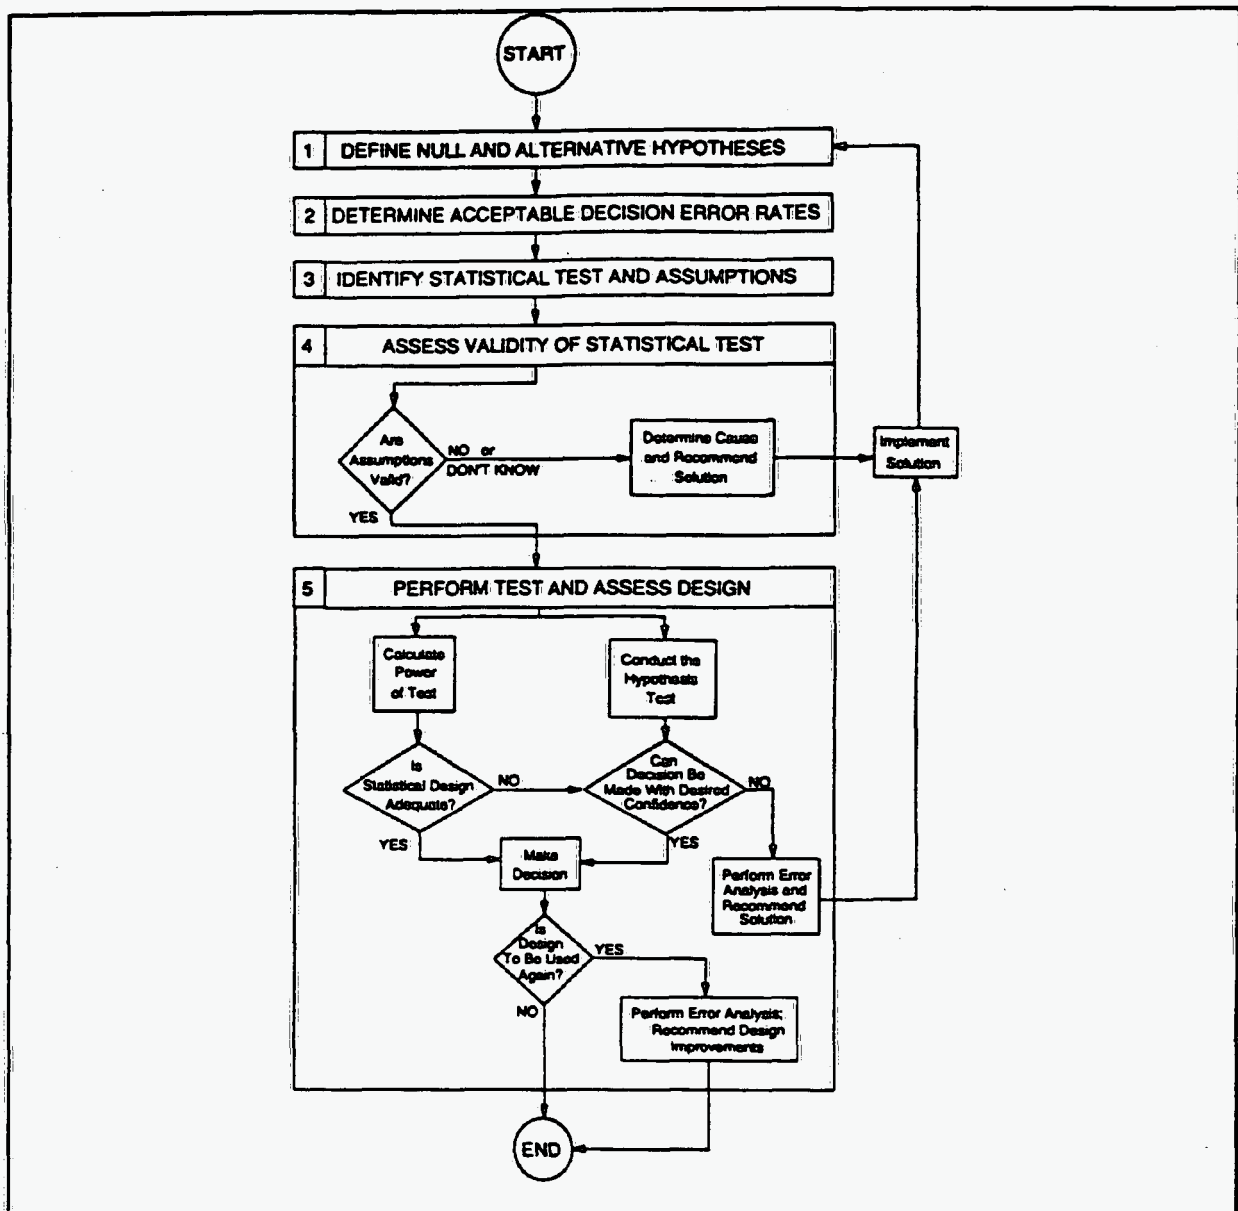 START
1 DEFINE NULL AND ALTERNATIVE HYPOTHESES
2 DETERMINE ACCEPTABLE DECISION ERROR RATES
3 IDENTIFY STATISTICAL TEST AND ASSUMPTIONS
4 ASSESS VALIDITY OF STATISTICAL TEST
Are
Assumptions
Valid?
NO or
DON'T KNOW
Determine Cause
and Recommend
Solution
Implement
Solution
YES
5 PERFORM TEST AND ASSESS DESIGN
Calculate
Power
of Test
Conduct the
Hypothesis
Test
Is
Statistical Design
Adequate?
NO
Can
Decision Be
Made With Desired
Confidence?
NO
YES
YES
Make
Decision
Perform Error
Analysis and
Recommend
Solution
Is
Design
To Be Used
Again?
YES
NO
Perform Error Analysis;
Recommend Design
Improvements
END